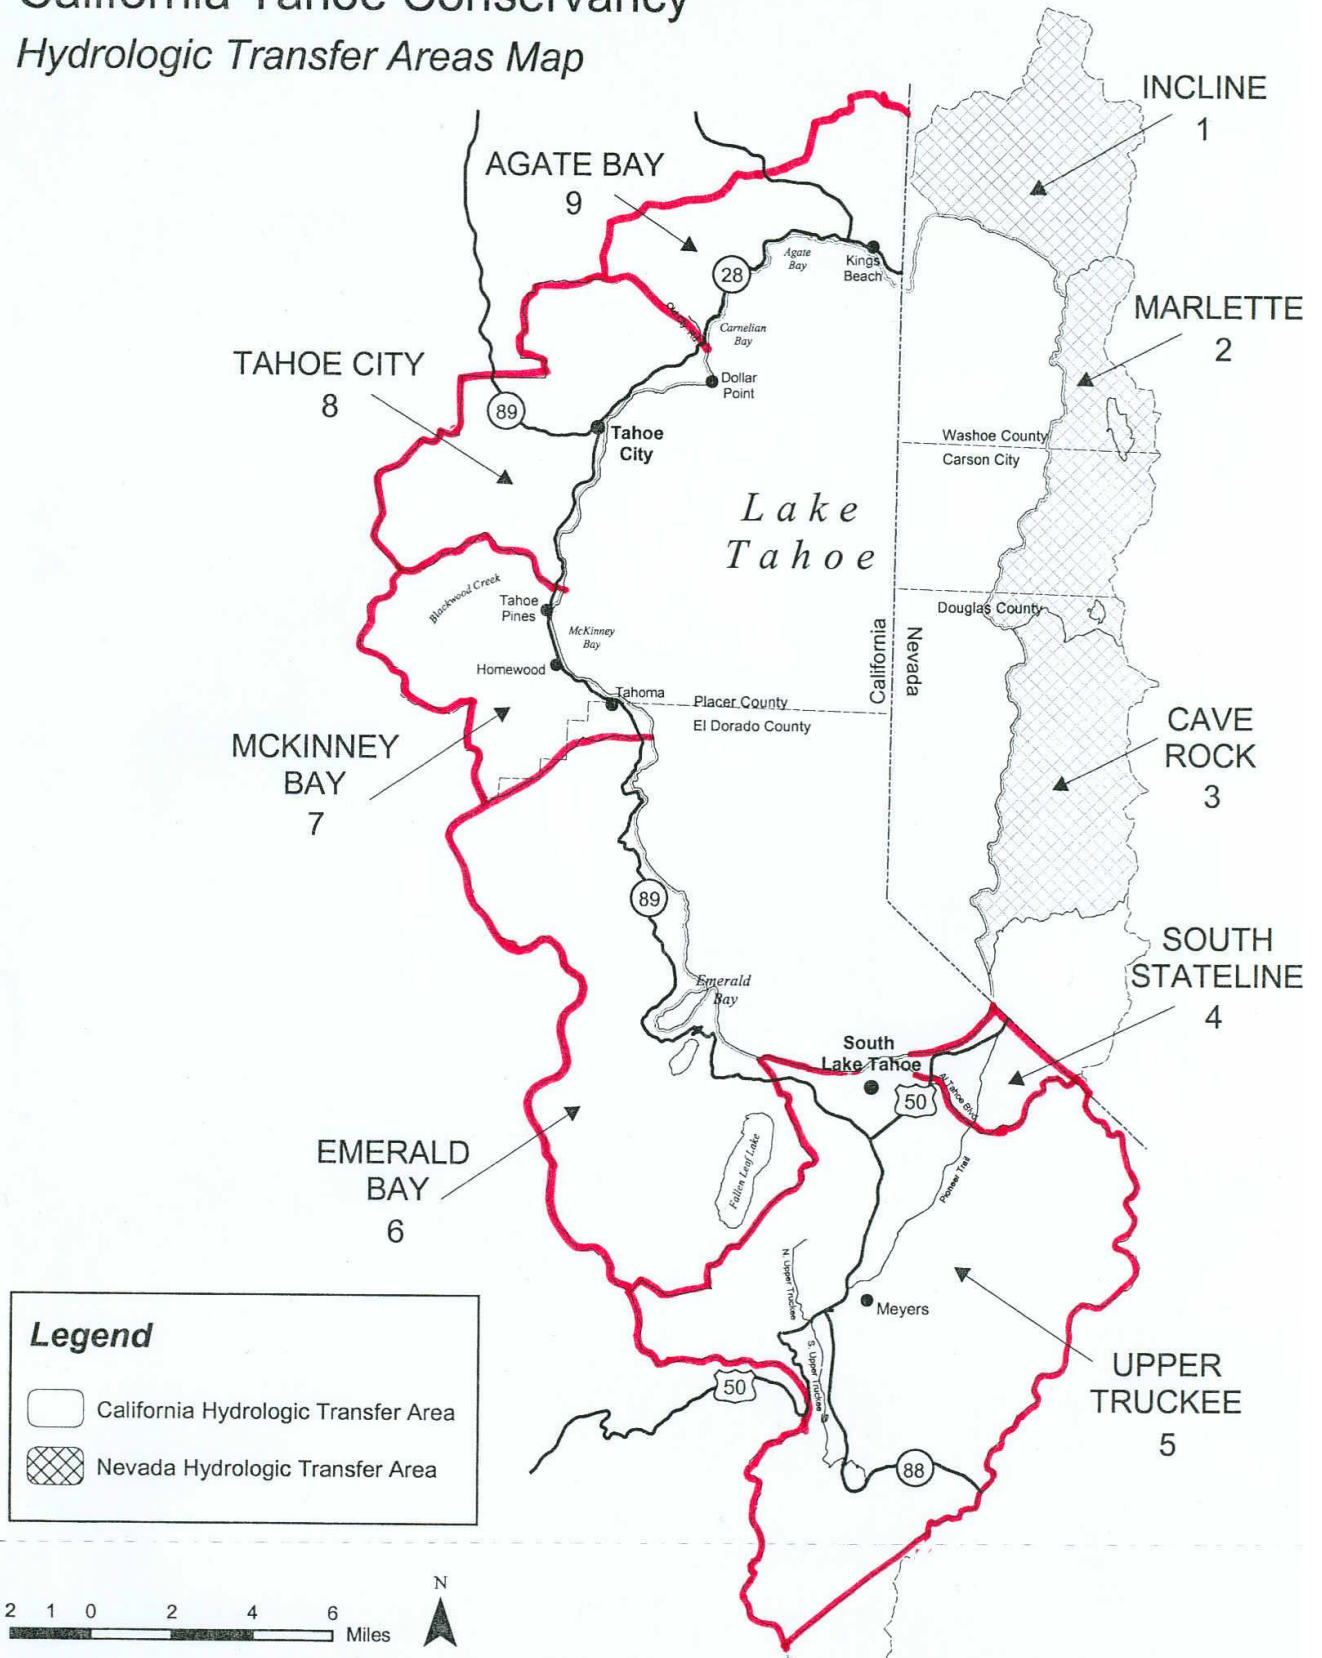 California Tahoe Conservancy
Hydrologic Transfer Areas Map
INCLINE
1
AGATE BAY
9
28
Agate
Bay
Kings
Beach
MARLETTE
2
Carnelian
Bay
TAHOE CITY
8
Dollar
Point
89
Tahoe
City
Washoe County
Carson City
Lake
Tahoe
Blackwood Creek
Tahoe
Pines
Douglas County
McKinney
Bay
California
Nevada
Homewood
Tahoma
Placer County
El Dorado County
MCKINNEY
BAY
7
CAVE
ROCK
3
89
SOUTH
STATELINE
4
Emerald
Bay
South
Lake Tahoe
50
Al Tahoe Blvd
EMERALD
BAY
6
Fallen Leaf Lake
Pioneer Trail
N. Upper Truckee
Meyers
S. Upper Truckee
UPPER
TRUCKEE
5
50
88
Legend
California Hydrologic Transfer Area
Nevada Hydrologic Transfer Area
N
2 1 0 2 4 6
Miles